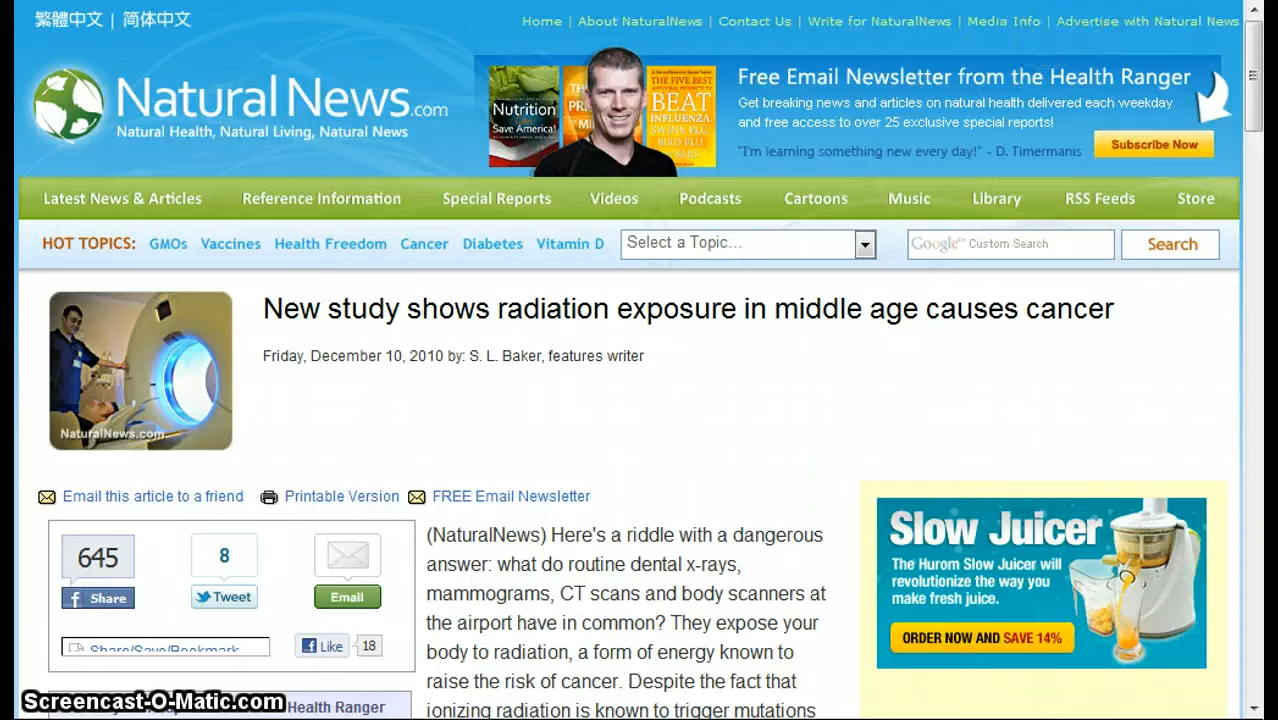 繁體中文 | 简体中文
Home | About NaturalNews | Contact Us | Write for NaturalNews | Media Info | Advertise with Natural News
NaturalNews.com
Natural Health, Natural Living, Natural News
Nutrition
Save America!
THE FIVE BEST
BEAT
INFLUENZA
SWINE FLU
BIRD FLU
SARS
Free Email Newsletter from the Health Ranger
Get breaking news and articles on natural health delivered each weekday
and free access to over 25 exclusive special reports!
"I'm learning something new every day!" - D. Timermanis
Subscribe Now
Latest News & Articles Reference Information Special Reports Videos Podcasts Cartoons Music Library RSS Feeds Store
HOT TOPICS: GMOs Vaccines Health Freedom Cancer Diabetes Vitamin D Select a Topic... Google™ Custom Search Search
New study shows radiation exposure in middle age causes cancer
Friday, December 10, 2010 by: S. L. Baker, features writer
NaturalNews.com
Email this article to a friend Printable Version FREE Email Newsletter
645
8
Share Tweet Email
Share/Save/Bookmark Like 18
(NaturalNews) Here's a riddle with a dangerous
answer: what do routine dental x-rays,
mammograms, CT scans and body scanners at
the airport have in common? They expose your
body to radiation, a form of energy known to
raise the risk of cancer. Despite the fact that
ionizing radiation is known to trigger mutations
Slow Juicer
The Hurom Slow Juicer will
revolutionize the way you
make fresh juice.
ORDER NOW AND SAVE 14%
Health Ranger
Screencast-O-Matic.com